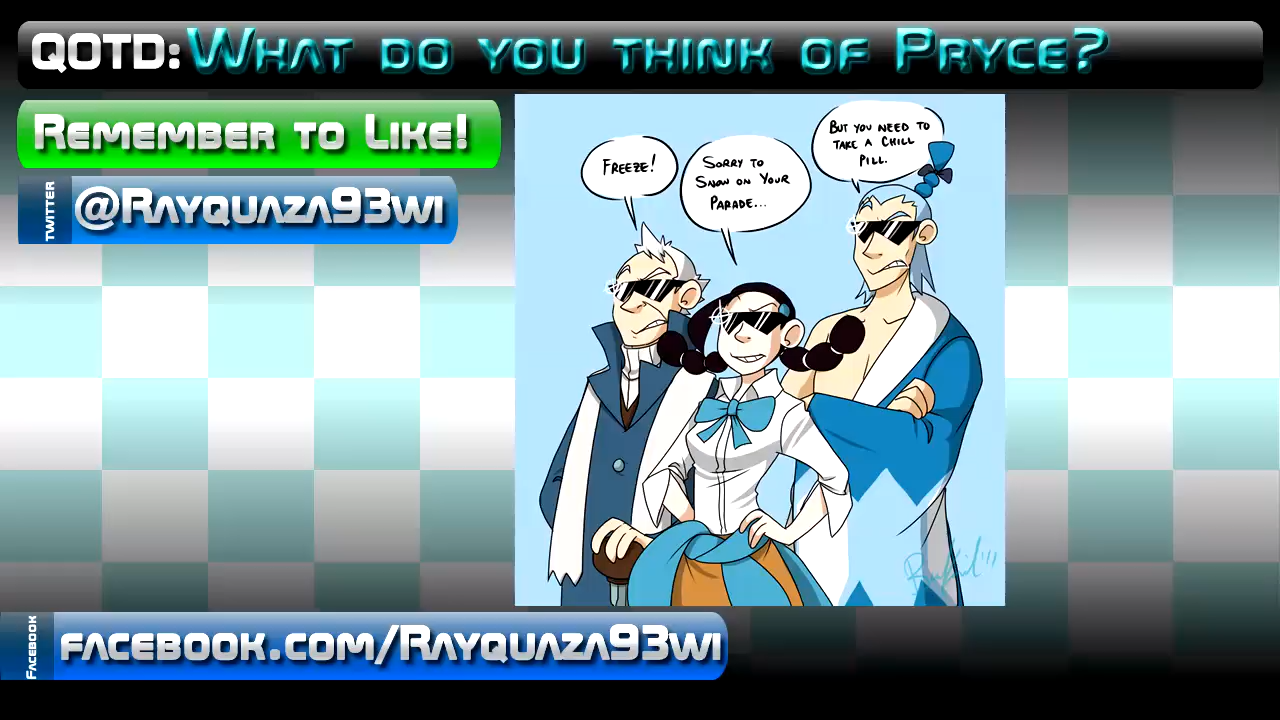 QOTD: What do you think of Pryce?
Remember to Like!
TWITTER
@Rayquaza93wi
FREEZE!
SORRY TO
SNOW ON YOUR
PARADE...
BUT YOU NEED TO
TAKE A CHILL
PILL.
FACEBOOK
FACEBOOK.COM/RAYQUAZA93WI